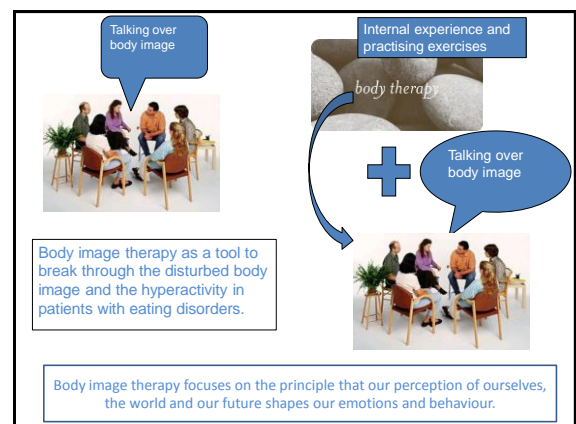 Talking over
body image
Internal experience and
practising exercises
body therapy
Talking over
body image
Body image therapy as a tool to
break through the disturbed body
image and the hyperactivity in
patients with eating disorders.
Body image therapy focuses on the principle that our perception of ourselves,
the world and our future shapes our emotions and behaviour.